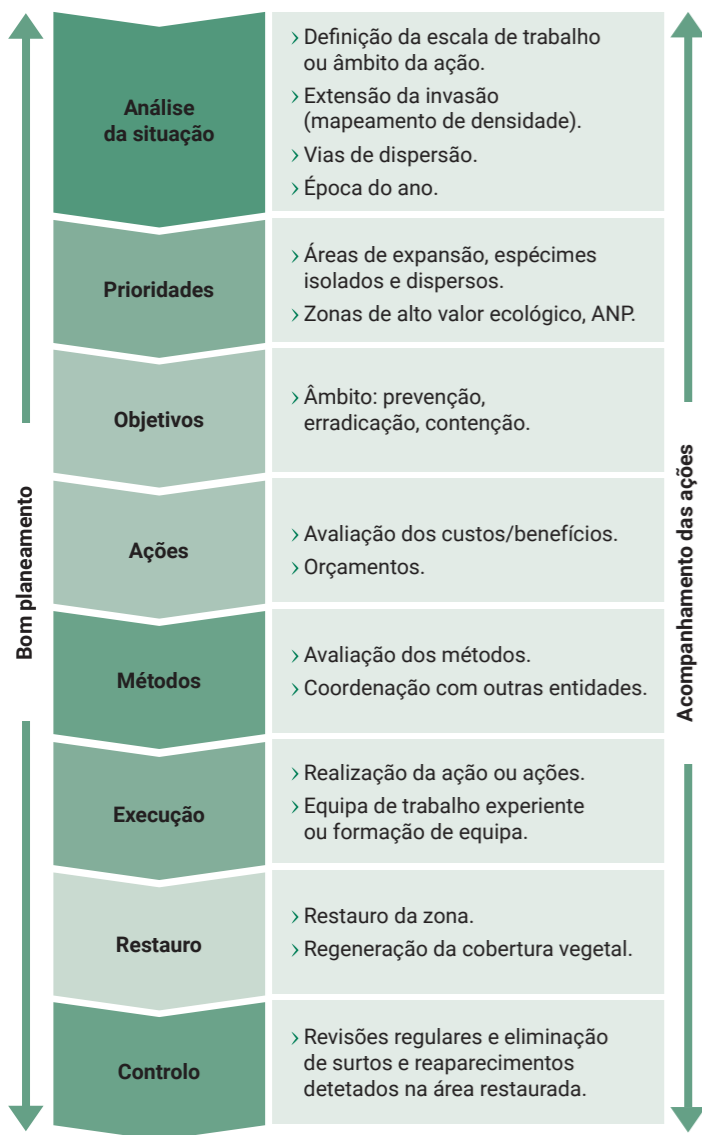 Análise
da situação
› Definição da escala de trabalho
ou âmbito da ação.
› Extensão da invasão
(mapeamento de densidade).
› Vias de dispersão.
› Época do ano.
Prioridades
› Áreas de expansão, espécimes
isolados e dispersos.
› Zonas de alto valor ecológico, ANP.
Objetivos
› Âmbito: prevenção,
erradicação, contenção.
Ações
› Avaliação dos custos/benefícios.
› Orçamentos.
Métodos
› Avaliação dos métodos.
› Coordenação com outras entidades.
Execução
› Realização da ação ou ações.
› Equipa de trabalho experiente
ou formação de equipa.
Restauro
› Restauro da zona.
› Regeneração da cobertura vegetal.
Controlo
› Revisões regulares e eliminação
de surtos e reaparecimentos
detetados na área restaurada.
Bom planeamento
Acompanhamento das ações